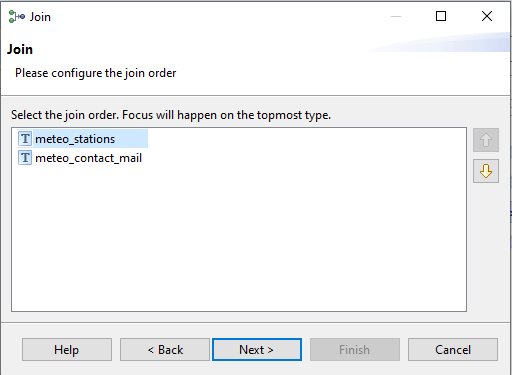 Join
Join
Please configure the join order
Select the join order. Focus will happen on the topmost type.
T meteo_stations
T meteo_contact_mail
Help
< Back
Next >
Finish
Cancel